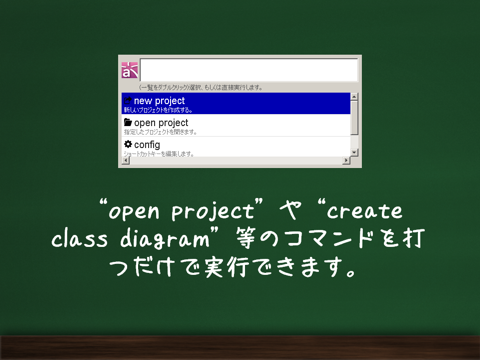 a
(一覧をダブルクリック)選択、もしくは直接実行します。
new project
新しいプロジェクトを作成する。
open project
指定したプロジェクトを開きます。
config
ショートカットキーを編集します。
“open project”や“create
class diagram”等のコマンドを打
つだけで実行できます。